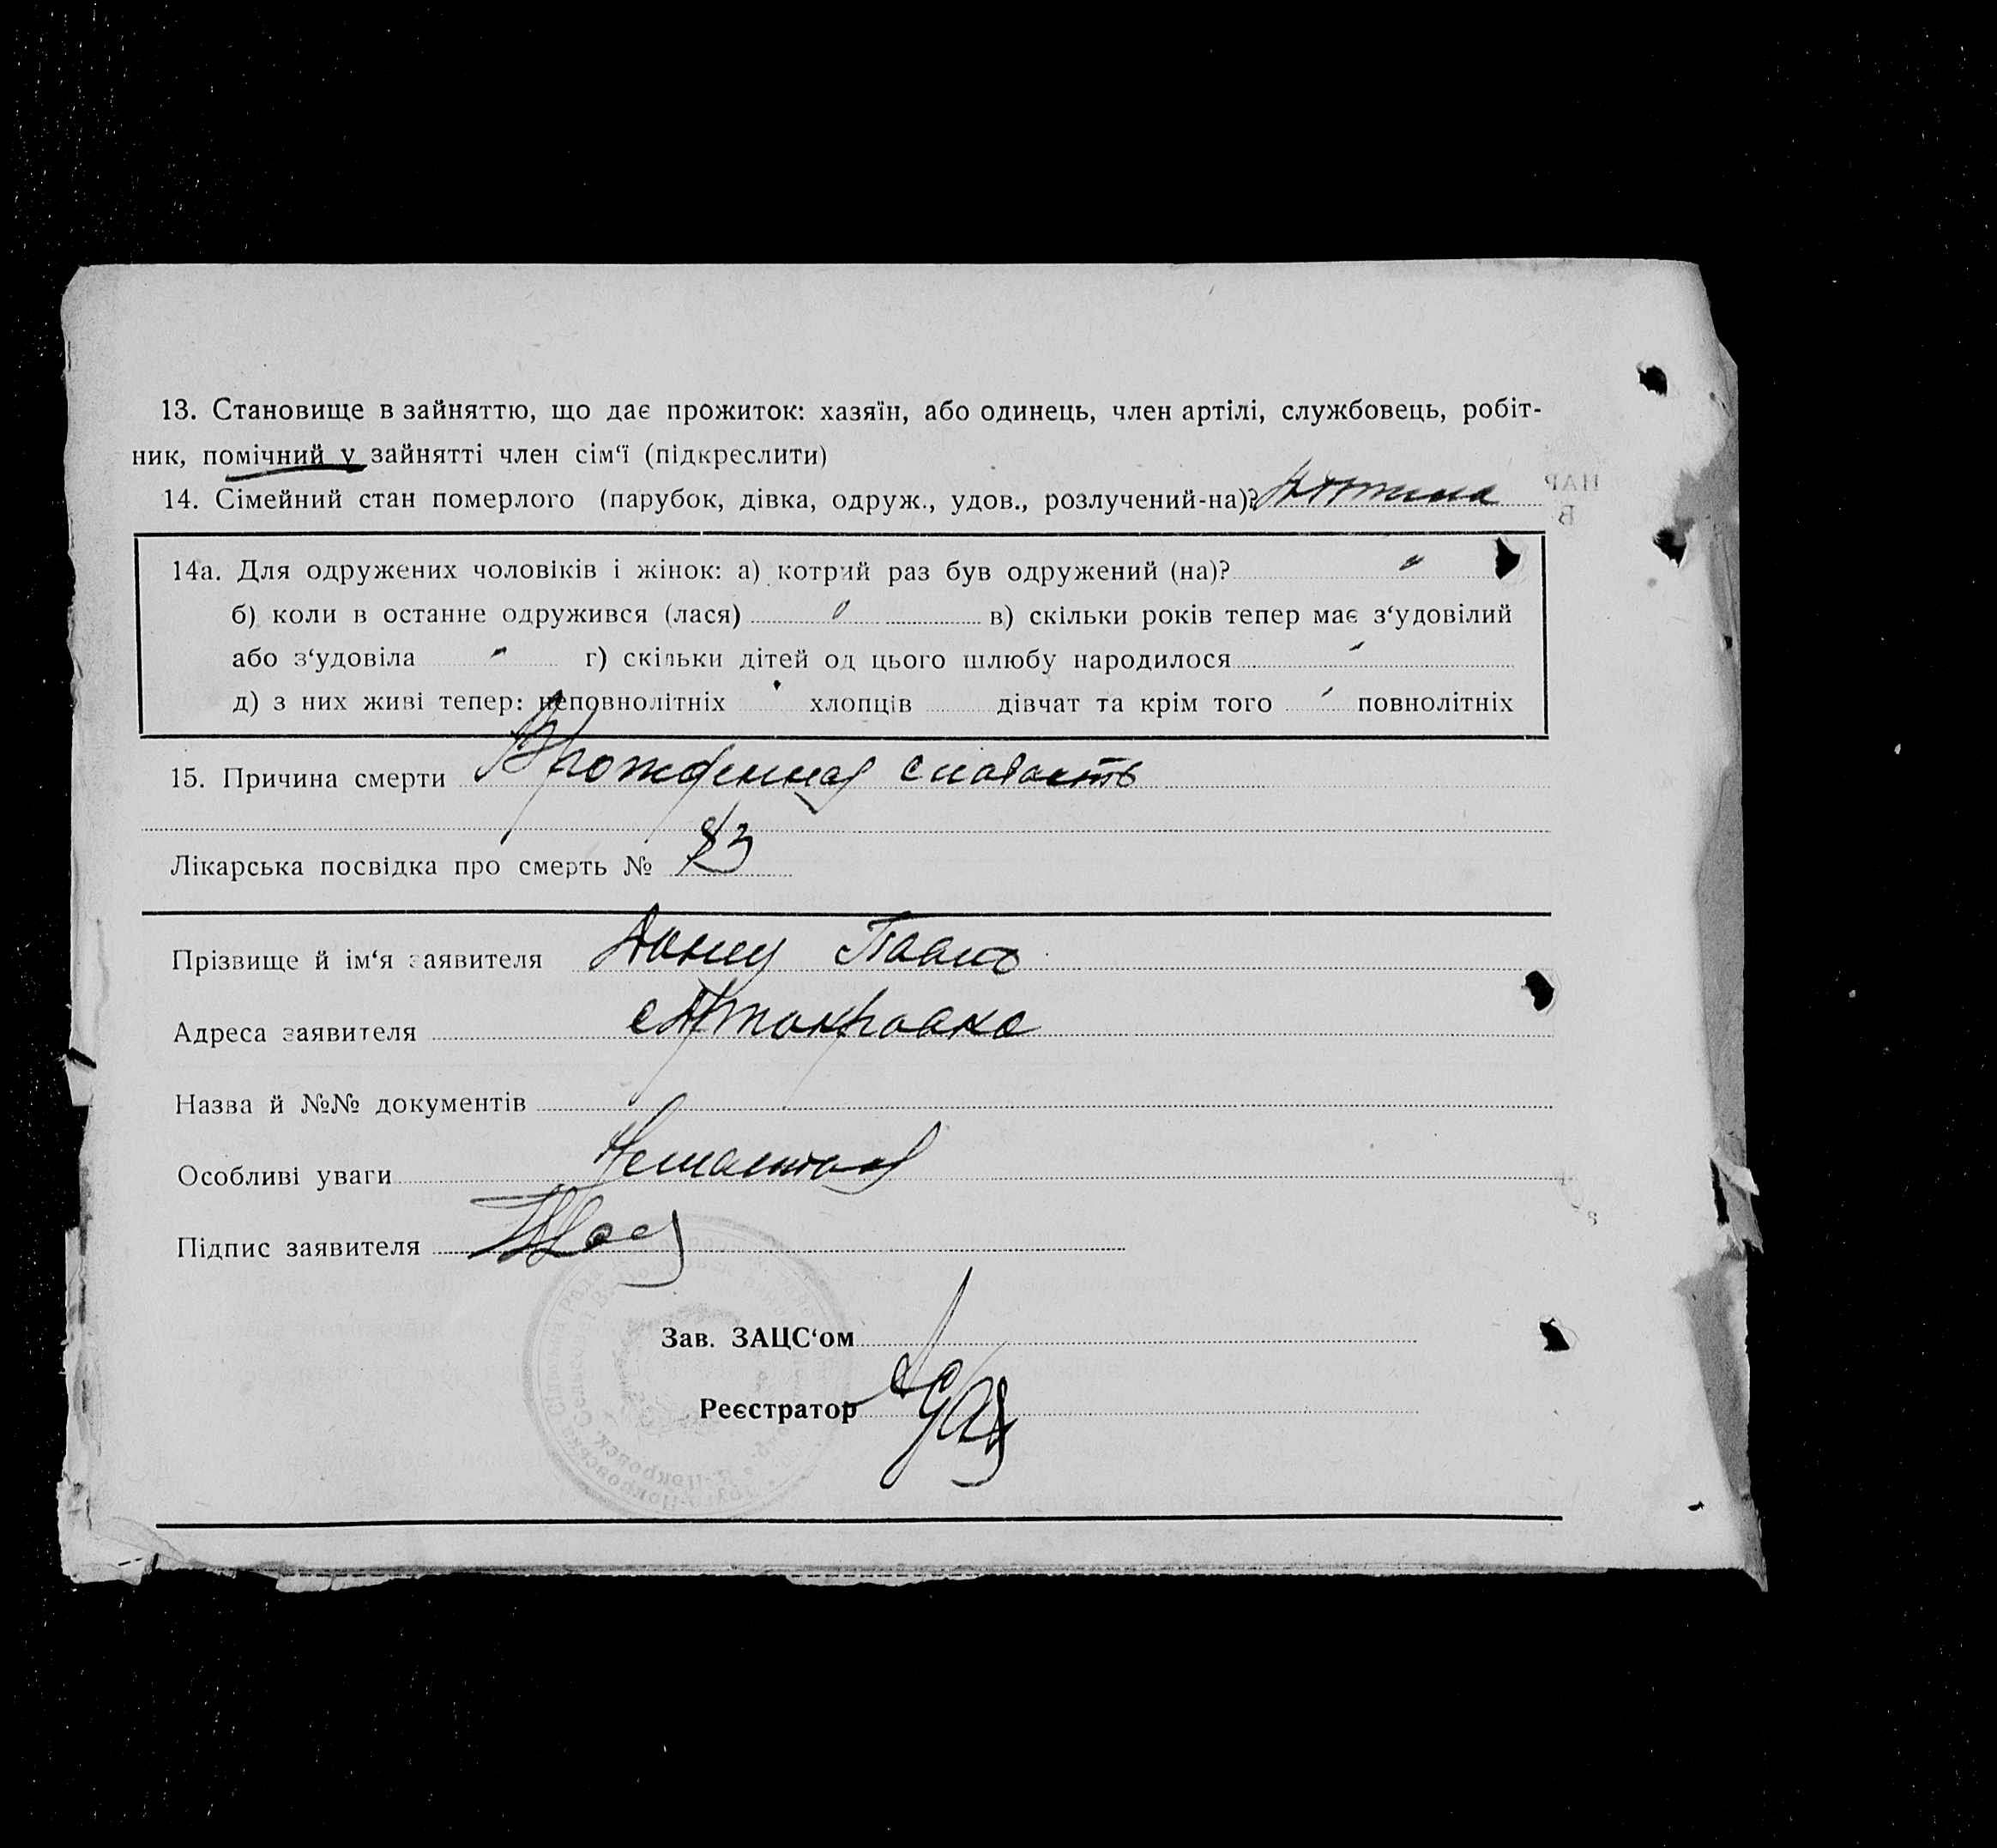 13. Становище в зайняттю, що дає прожиток: хазяїн, або одинець, член артілі, службовець, робіт-
ник, помічний у зайнятті член сім‘ї (підкреслити)
14. Сімейний стан померлого (парубок, дівка, одруж., удов., розлучений-на)?
14а. Для одружених чоловіків і жінок: а) котрий раз був одружений (на)? "
б) коли в останнє одружився (лася) " в) скільки років тепер має з‘удовілий
або з‘удовіла " г) скільки дітей од цього шлюбу народилося "
д) з них живі тепер: неповнолітніх " хлопців дівчат та крім того " повнолітніх
15. Причина смерти Врожденная слабость
Лікарська посвідка про смерть № 83
Прізвище й ім‘я заявителя Павло
Адреса заявителя
Назва й №№ документів
Особливі уваги
Підпис заявителя
Зав. ЗАЦС‘ом
Реєстратор